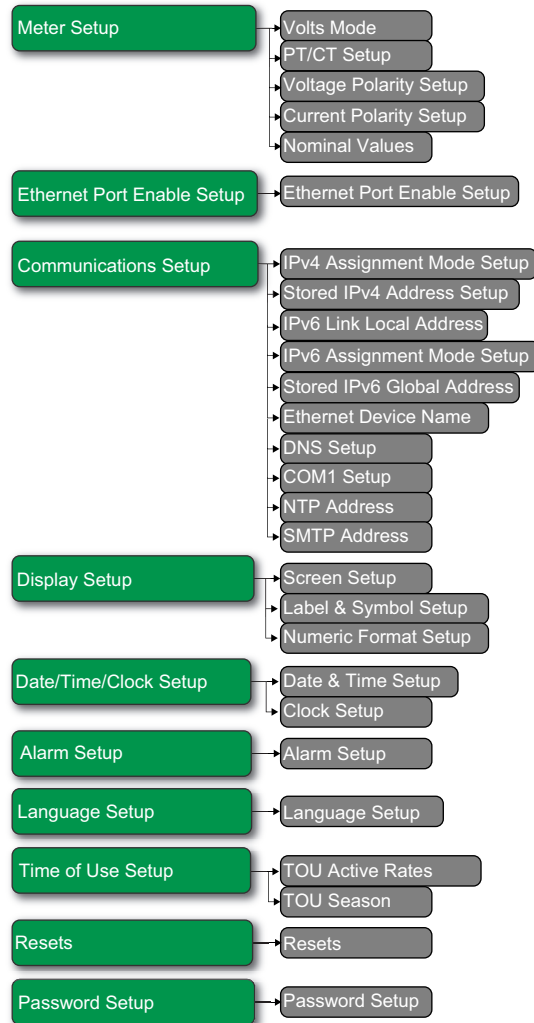 Meter Setup
Volts Mode
PT/CT Setup
Voltage Polarity Setup
Current Polarity Setup
Nominal Values
Ethernet Port Enable Setup
Ethernet Port Enable Setup
Communications Setup
IPv4 Assignment Mode Setup
Stored IPv4 Address Setup
IPv6 Link Local Address
IPv6 Assignment Mode Setup
Stored IPv6 Global Address
Ethernet Device Name
DNS Setup
COM1 Setup
NTP Address
SMTP Address
Display Setup
Screen Setup
Label & Symbol Setup
Numeric Format Setup
Date/Time/Clock Setup
Date & Time Setup
Clock Setup
Alarm Setup
Alarm Setup
Language Setup
Language Setup
Time of Use Setup
TOU Active Rates
TOU Season
Resets
Resets
Password Setup
Password Setup